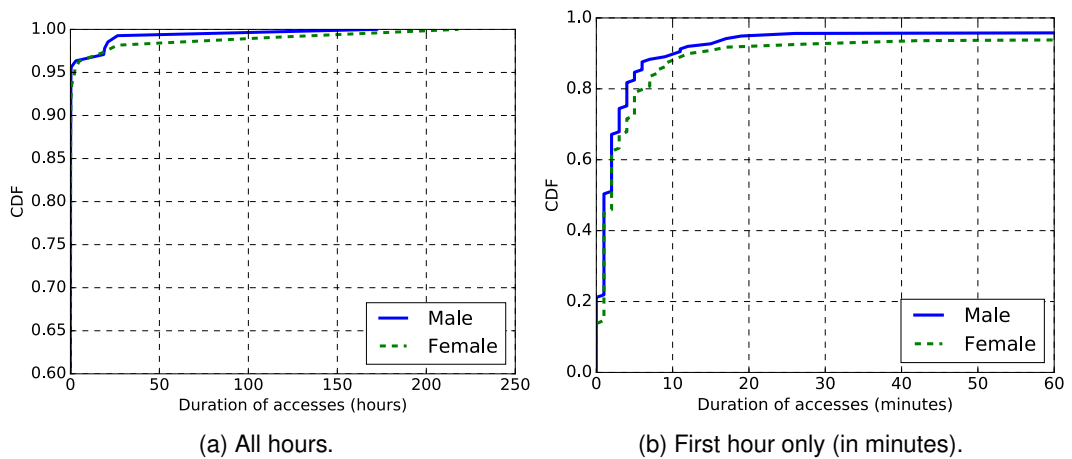 1.00
0.95
0.90
0.85
0.80
0.75
0.70
0.65
0.60
CDF
0 50 100 150 200 250
Duration of accesses (hours)
Male
Female
(a) All hours.
1.0
0.8
0.6
0.4
0.2
0.0
CDF
0 10 20 30 40 50 60
Duration of accesses (minutes)
Male
Female
(b) First hour only (in minutes).